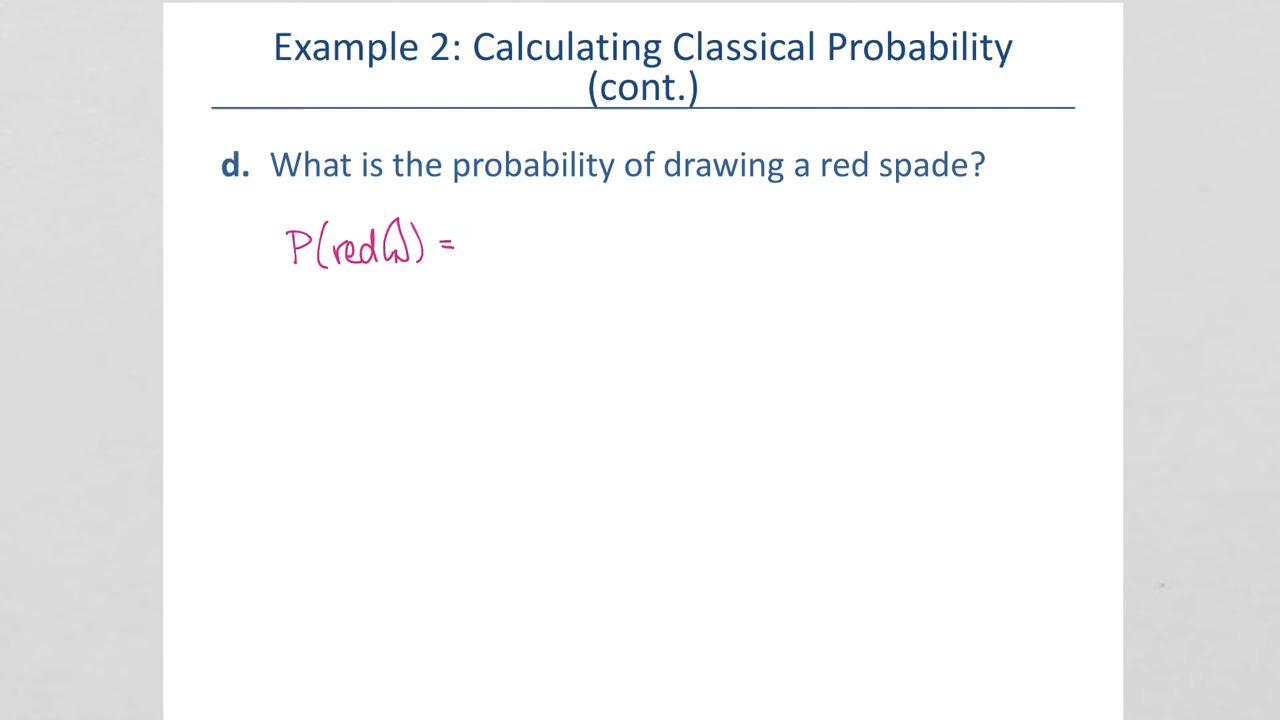 Example 2: Calculating Classical Probability
(cont.)
d. What is the probability of drawing a red spade?
P(red♤) =